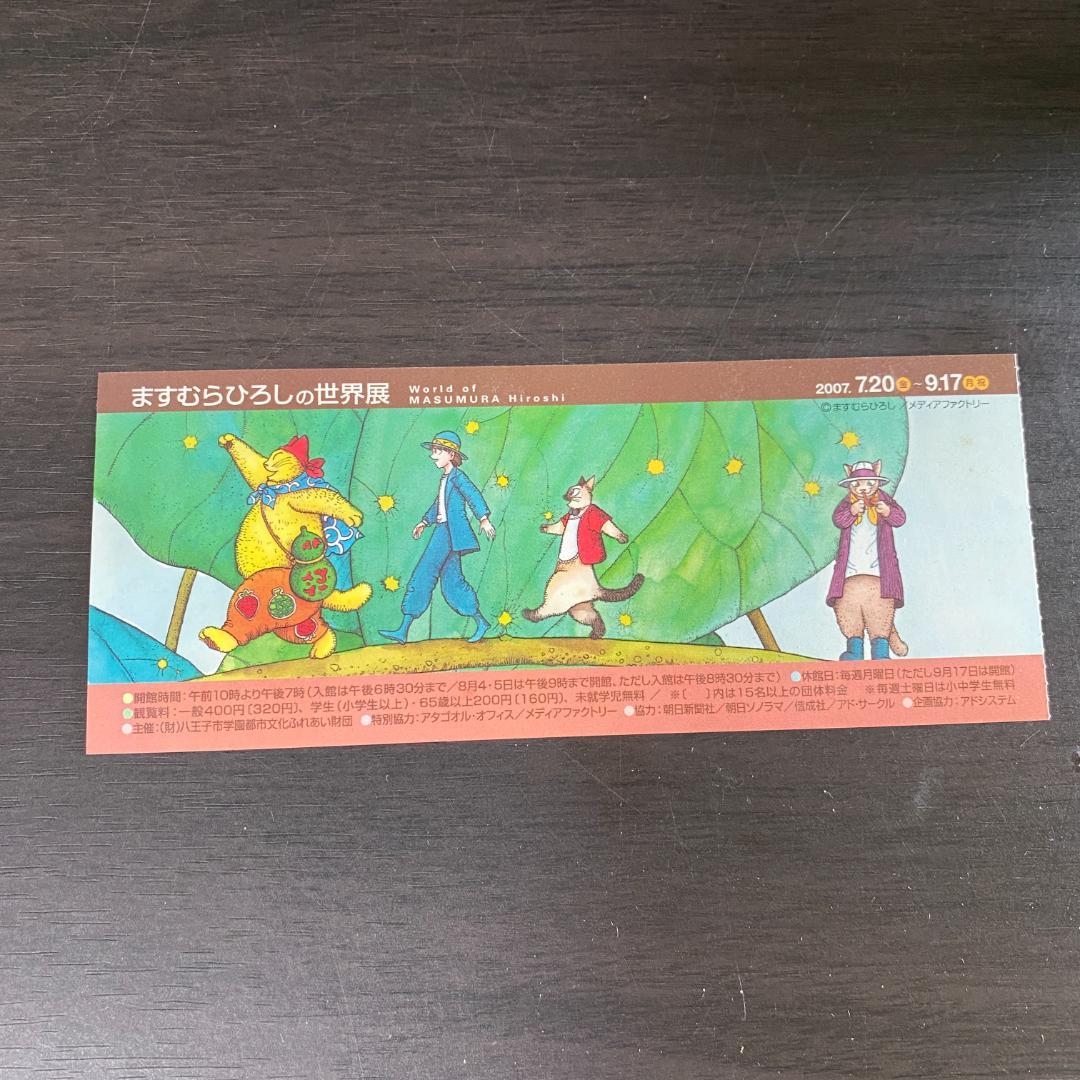 ますむらひろしの世界展 World of MASUMURA Hiroshi 2007. 7.20金~9.17月祝
©ますむらひろし/メディアファクトリー
●開館時間:午前10時より午後7時(入館は午後6時30分まで/8月4・5日は午後9時まで開館、ただし入館は午後8時30分まで) ●休館日:毎週月曜日(ただし9月17日は開館)
●観覧料:一般400円(320円)、学生(小学生以上)・65歳以上200円(160円)、未就学児無料 / ※( )内は15名以上の団体料金 ※毎週土曜日は小中学生無料
●主催:(財)八王子市学園都市文化ふれあい財団 ●特別協力:アタゴオル・オフィス/メディアファクトリー ●協力:朝日新聞社/朝日ソノラマ/偕成社/アド・サークル ●企画協力:アドシステム